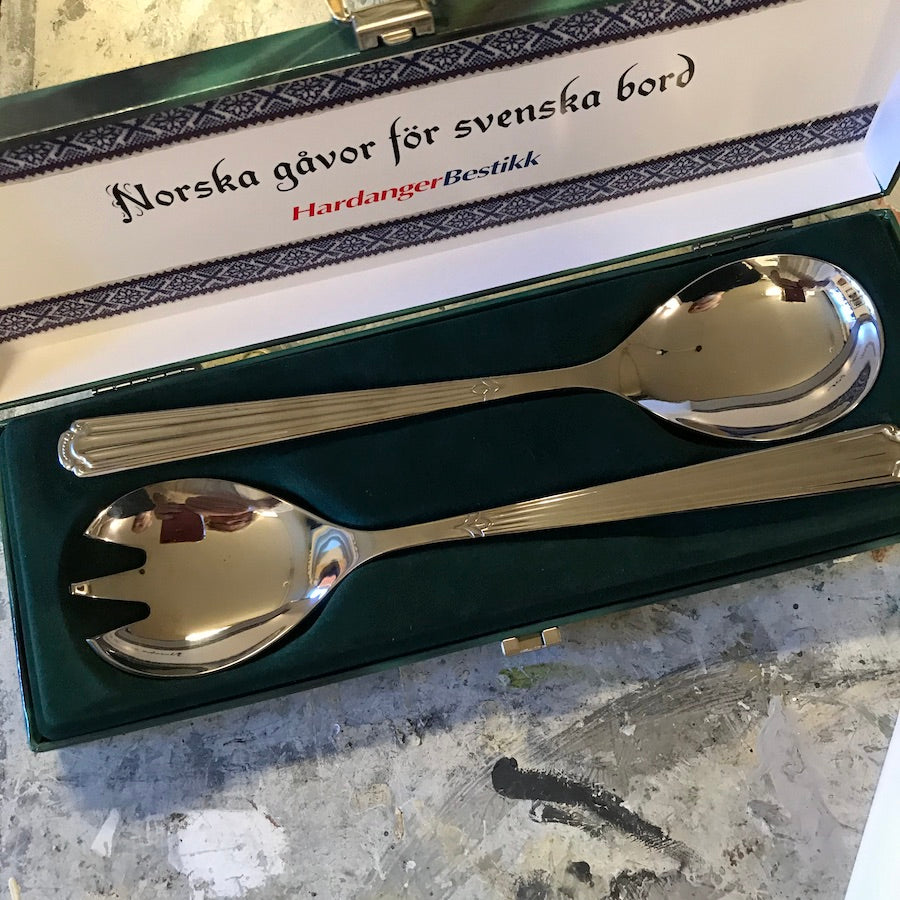 Norska gåvor för svenska bord
HardangerBestikk